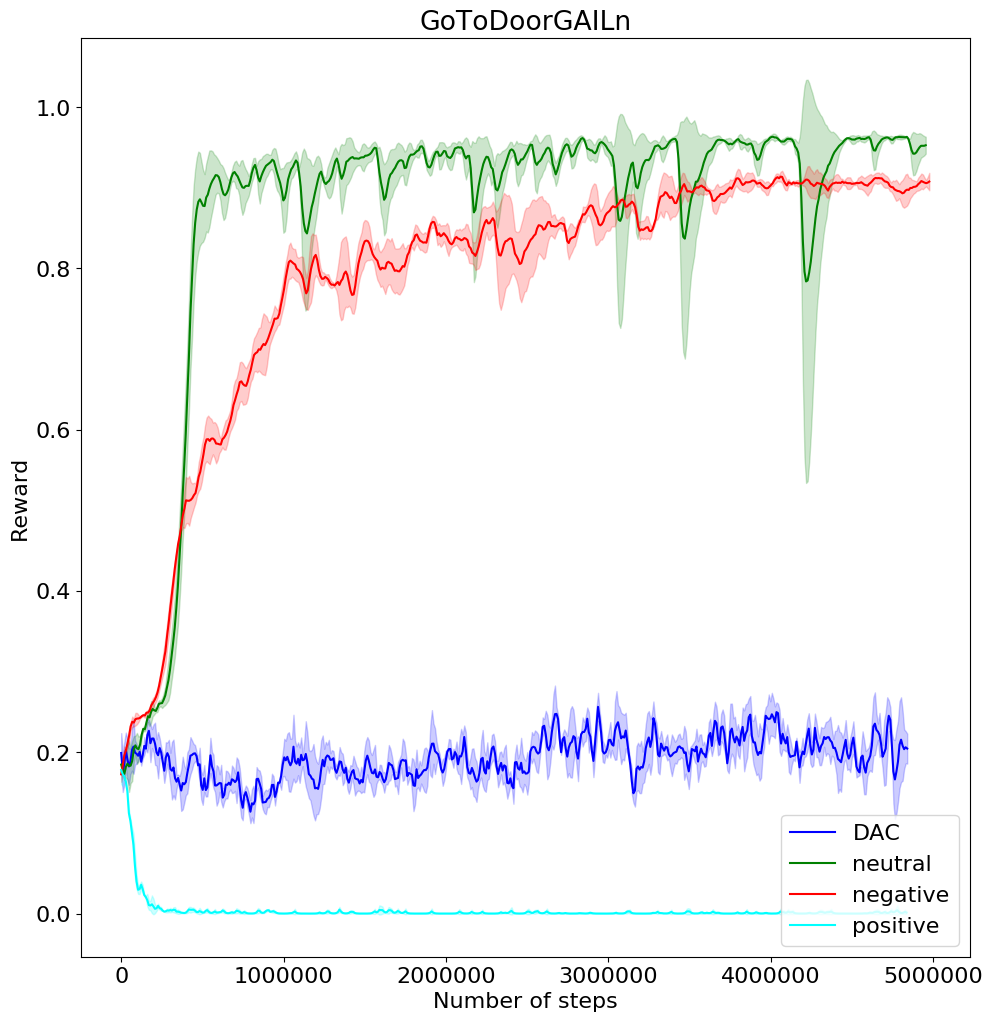 GoToDoorGAILn
1.0
0.8
0.6
0.4
0.2
0.0
Reward
0 1000000 2000000 3000000 4000000 5000000
Number of steps
DAC
neutral
negative
positive